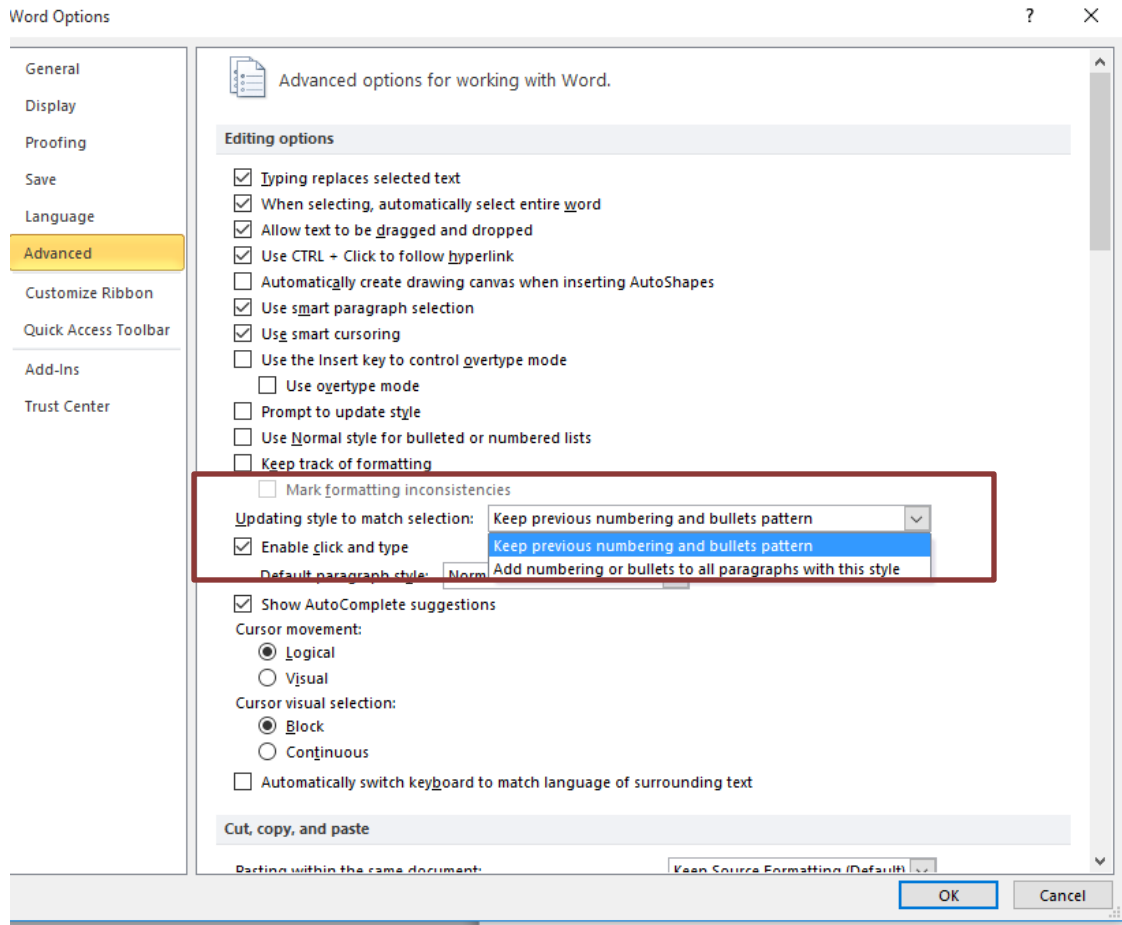 Word Options
?
General
Display
Proofing
Save
Language
Advanced
Customize Ribbon
Quick Access Toolbar
Add-Ins
Trust Center
Advanced options for working with Word.
Editing options
Typing replaces selected text
When selecting, automatically select entire word
Allow text to be dragged and dropped
Use CTRL + Click to follow hyperlink
Automatically create drawing canvas when inserting AutoShapes
Use smart paragraph selection
Use smart cursoring
Use the Insert key to control overtype mode
Use overtype mode
Prompt to update style
Use Normal style for bulleted or numbered lists
Keep track of formatting
Mark formatting inconsistencies
Updating style to match selection: Keep previous numbering and bullets pattern
Enable click and type Keep previous numbering and bullets pattern
Add numbering or bullets to all paragraphs with this style
Default paragraph style: Norm
Show AutoComplete suggestions
Cursor movement:
Logical
Visual
Cursor visual selection:
Block
Continuous
Automatically switch keyboard to match language of surrounding text
Cut, copy, and paste
Pasting within the same document: Keep Source Formatting (Default)
OK Cancel